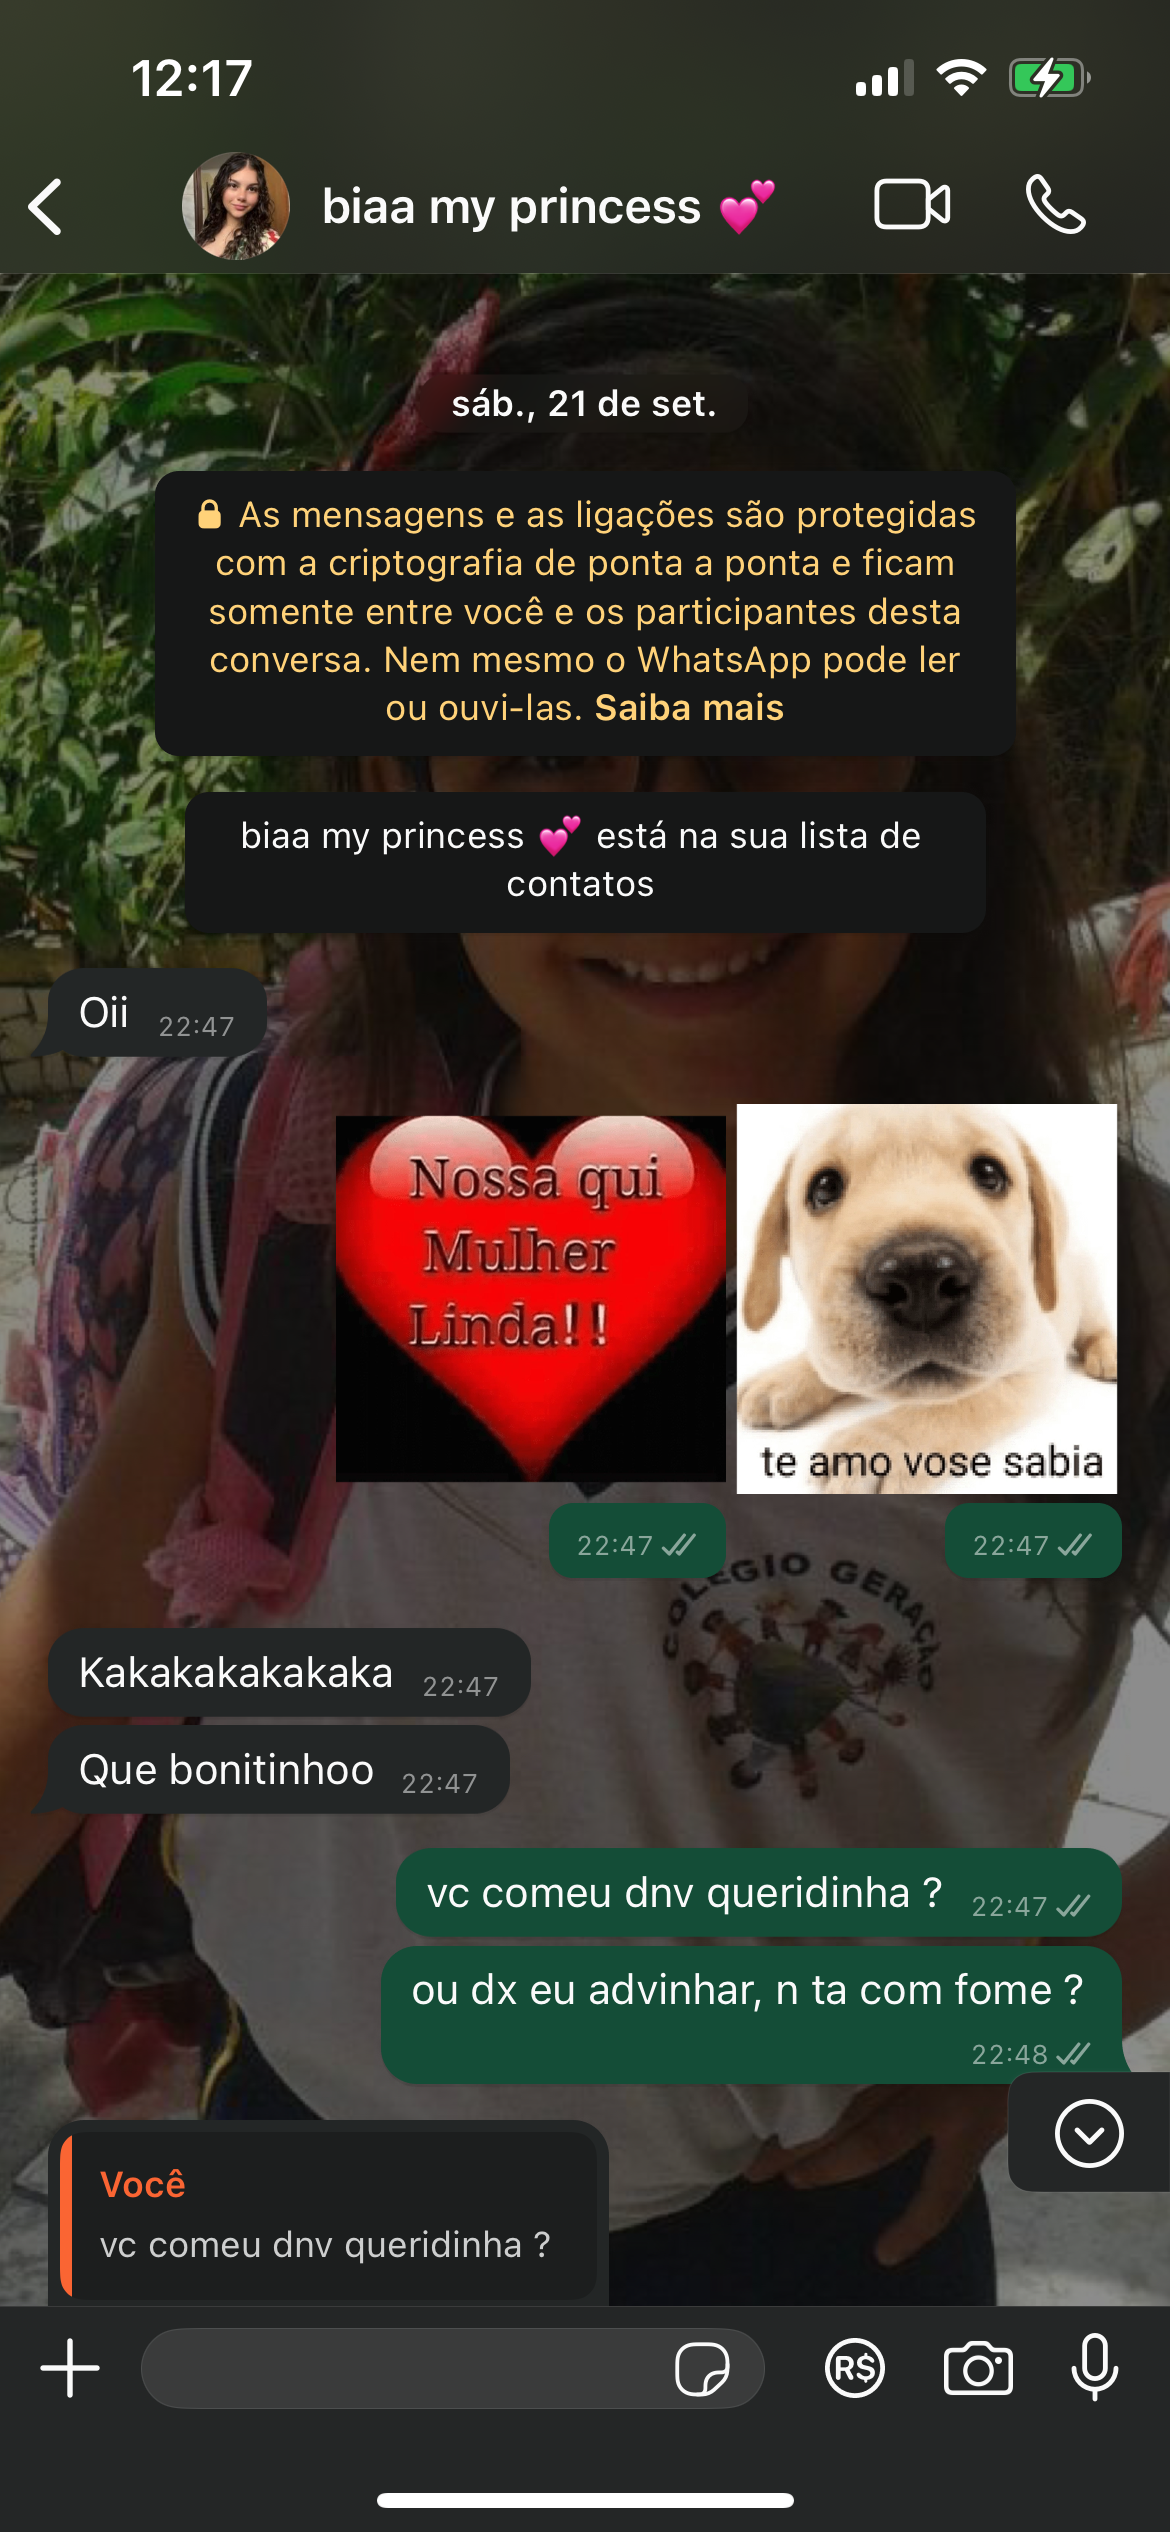 12:17
biaa my princess 💕
sáb., 21 de set.
🔒 As mensagens e as ligações são protegidas
com a criptografia de ponta a ponta e ficam
somente entre você e os participantes desta
conversa. Nem mesmo o WhatsApp pode ler
ou ouvi-las. Saiba mais
biaa my princess 💕 está na sua lista de
contatos
Oii 22:47
Nossa qui
Mulher
Linda!!
22:47
te amo vose sabia
22:47
COLÉGIO GERAÇÃO
Kakakakakakaka 22:47
Que bonitinhoo 22:47
vc comeu dnv queridinha ? 22:47
ou dx eu advinhar, n ta com fome ?
22:48
Você
vc comeu dnv queridinha ?
R$